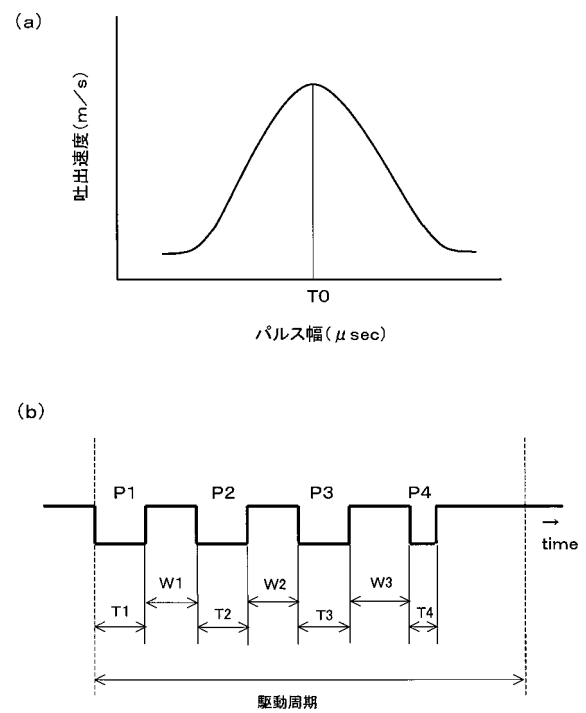 (a)
吐出速度(m/s)
T0
パルス幅(μsec)
(b)
P1 P2 P3 P4
→
time
W1 W2 W3
T1 T2 T3 T4
駆動周期